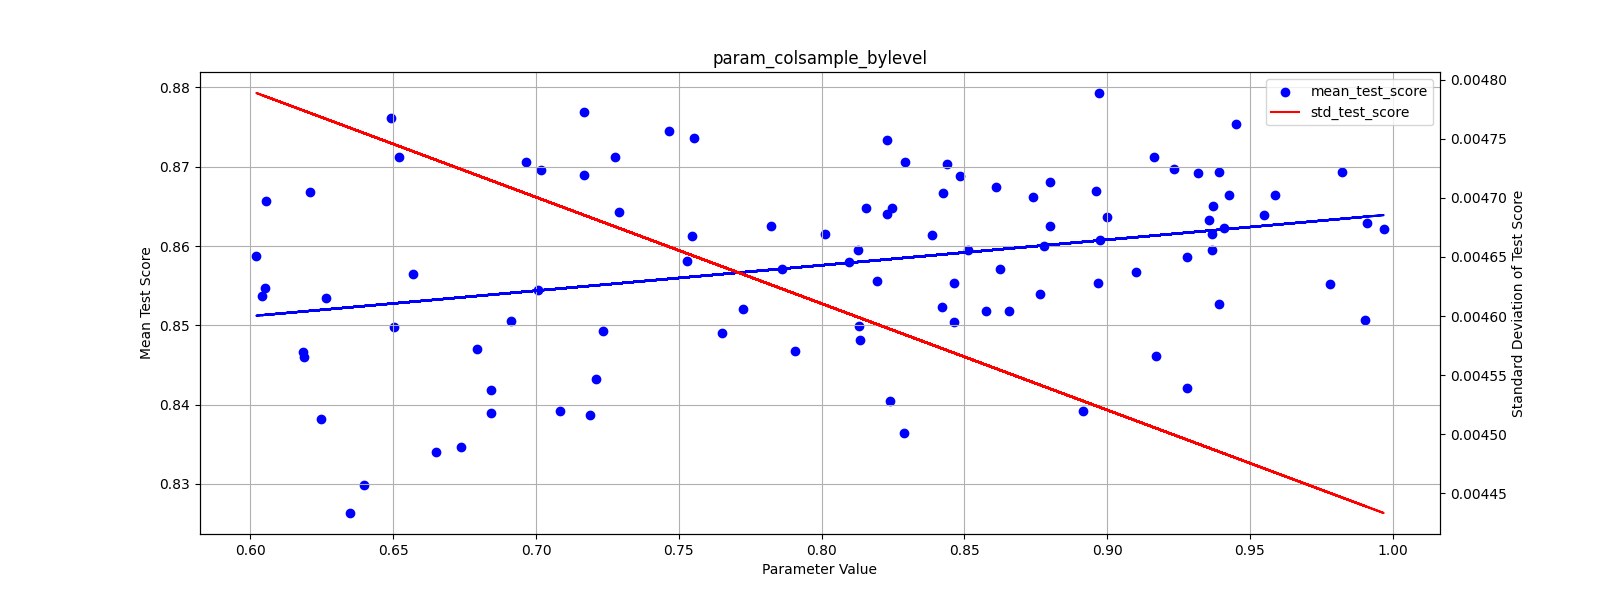 param_colsample_bylevel
mean_test_score
std_test_score
Mean Test Score
0.88
0.87
0.86
0.85
0.84
0.83
0.00480
0.00475
0.00470
0.00465
0.00460
0.00455
0.00450
0.00445
Standard Deviation of Test Score
0.60 0.65 0.70 0.75 0.80 0.85 0.90 0.95 1.00
Parameter Value